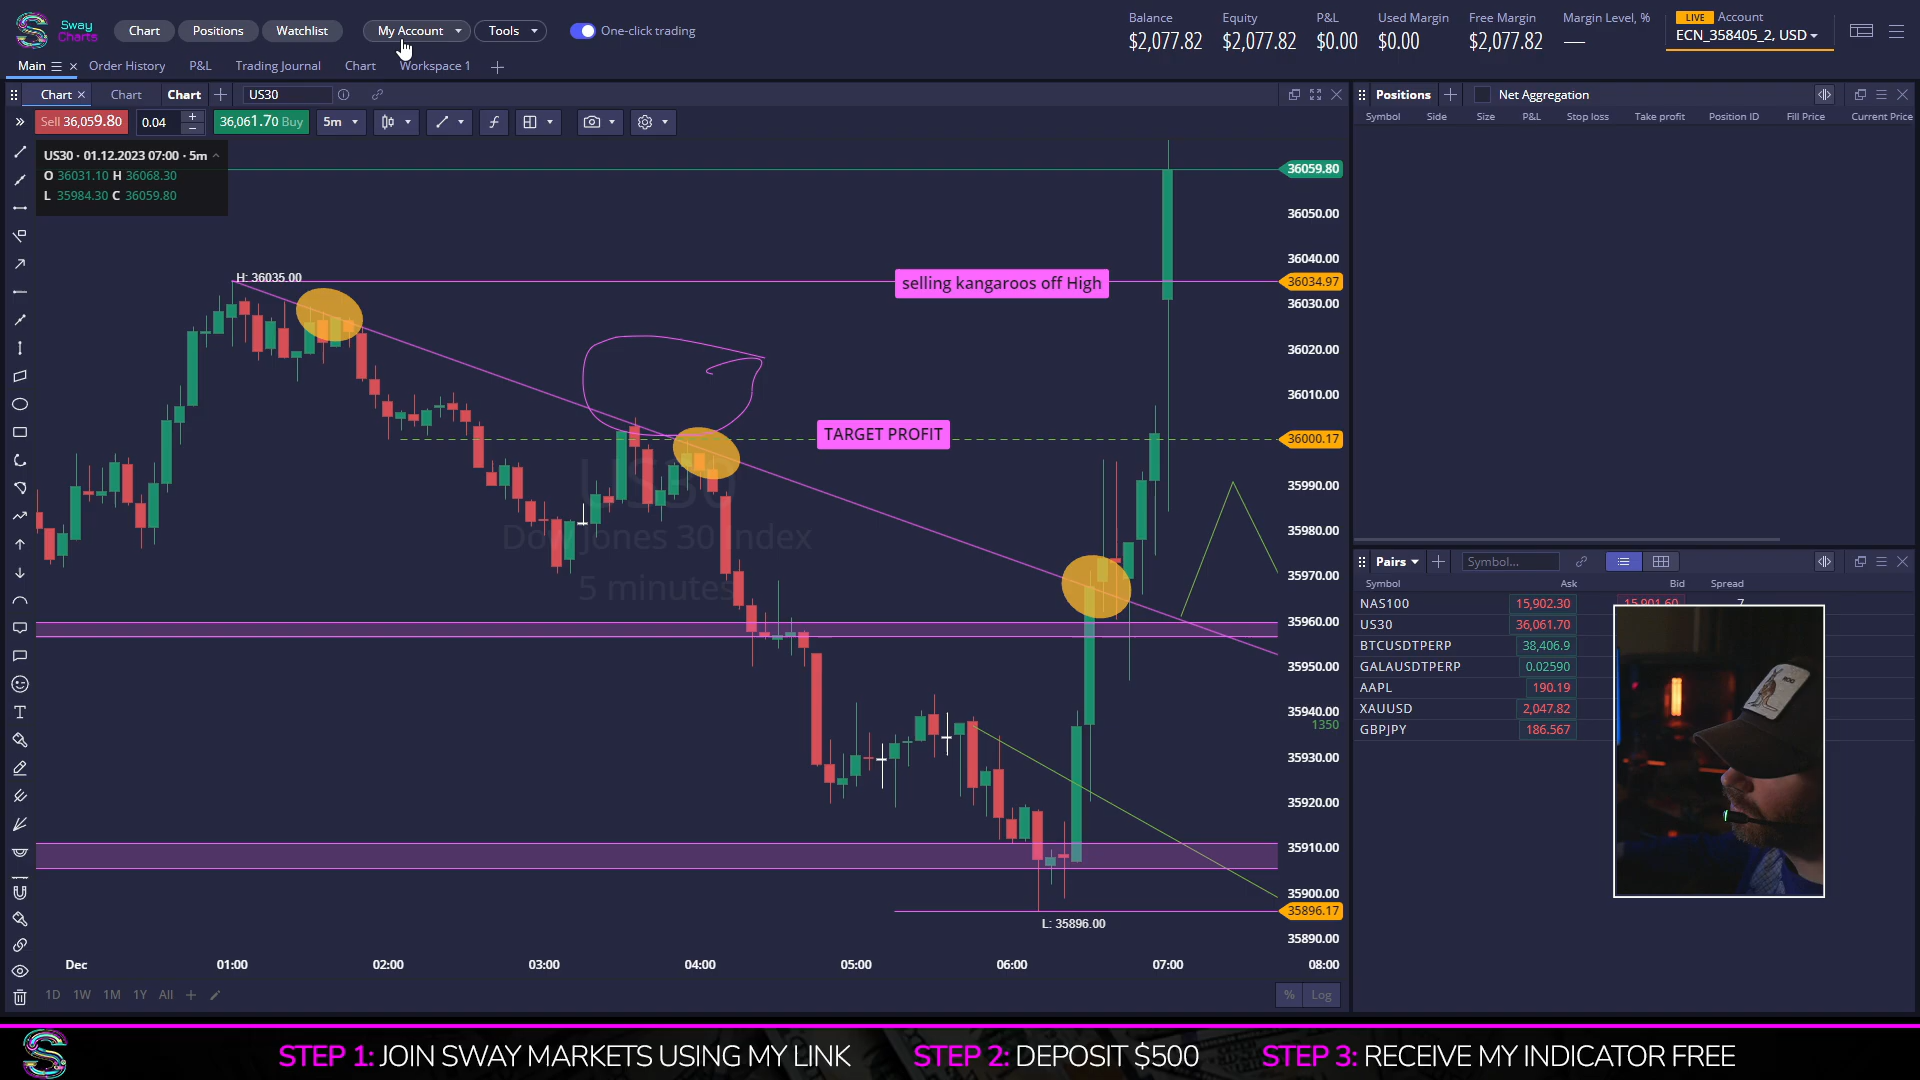 Sway
Charts
Chart
Positions
Watchlist
My Account
Tools
One-click trading
Balance
$2,077.82
Equity
$2,077.82
P&L
$0.00
Used Margin
$0.00
Free Margin
$2,077.82
Margin Level, %
—
LIVE Account
ECN_358405_2, USD
Main
Order History
P&L
Trading Journal
Chart
Workspace 1
Chart
Chart
Chart
US30
Sell 36,059.80
0.04
36,061.70 Buy
5m
US30 · 01.12.2023 07:00 · 5m
O 36031.10 H 36068.30
L 35984.30 C 36059.80
H: 36035.00
selling kangaroos off High
TARGET PROFIT
US30
Dow Jones 30 Index
5 minutes
L: 35896.00
36059.80
36050.00
36040.00
36034.97
36030.00
36020.00
36010.00
36000.17
35990.00
35980.00
35970.00
35960.00
35950.00
35940.00
1350
35930.00
35920.00
35910.00
35900.00
35896.17
35890.00
Dec 01:00 02:00 03:00 04:00 05:00 06:00 07:00 08:00
1D 1W 1M 1Y All
% Log
Positions
Net Aggregation
Symbol Side Size P&L Stop loss Take profit Position ID Fill Price Current Price
Pairs
Symbol...
Symbol Ask Bid Spread
NAS100 15,902.30 15,901.60 7
US30 36,061.70
BTCUSDTPERP 38,406.9
GALAUSDTPERP 0.02590
AAPL 190.19
XAUUSD 2,047.82
GBPJPY 186.567
STEP 1: JOIN SWAY MARKETS USING MY LINK
STEP 2: DEPOSIT $500
STEP 3: RECEIVE MY INDICATOR FREE